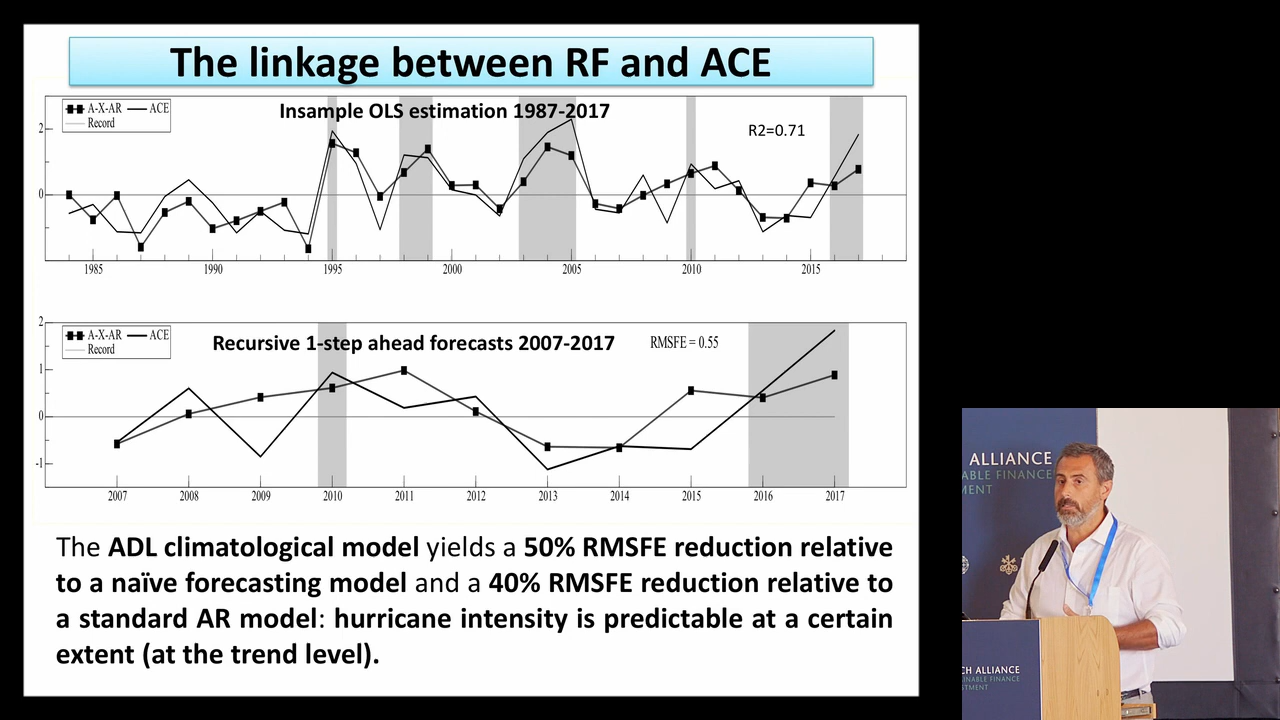 The linkage between RF and ACE
A-X-AR ACE
Record
Insample OLS estimation 1987-2017
R2=0.71
2
0
1985 1990 1995 2000 2005 2010 2015
A-X-AR ACE
Record
Recursive 1-step ahead forecasts 2007-2017
RMSFE = 0.55
2
1
0
-1
2007 2008 2009 2010 2011 2012 2013 2014 2015 2016 2017
The ADL climatological model yields a 50% RMSFE reduction relative
to a naïve forecasting model and a 40% RMSFE reduction relative to
a standard AR model: hurricane intensity is predictable at a certain
extent (at the trend level).
ALLIANCE
ABLE FINANCE
MENT
CH ALLIANCE
INABLE FINANCE
STMENT